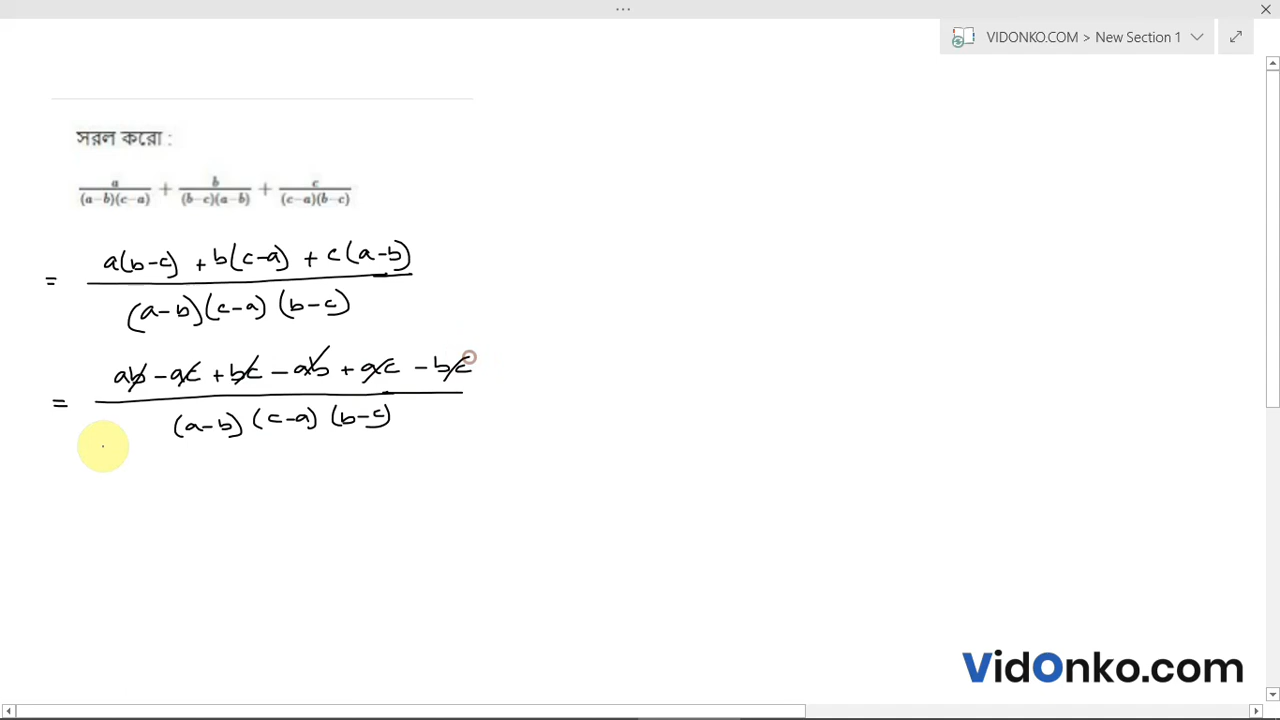 VIDONKO.COM > New Section 1
সরল করো :
a/((a−b)(c−a)) + b/((b−c)(a−b)) + c/((c−a)(b−c))
= (a(b−c) + b(c−a) + c(a−b))/((a−b)(c−a)(b−c))
= (ab − ac + bc − ab + ac − bc)/((a−b)(c−a)(b−c))
VidOnko.com